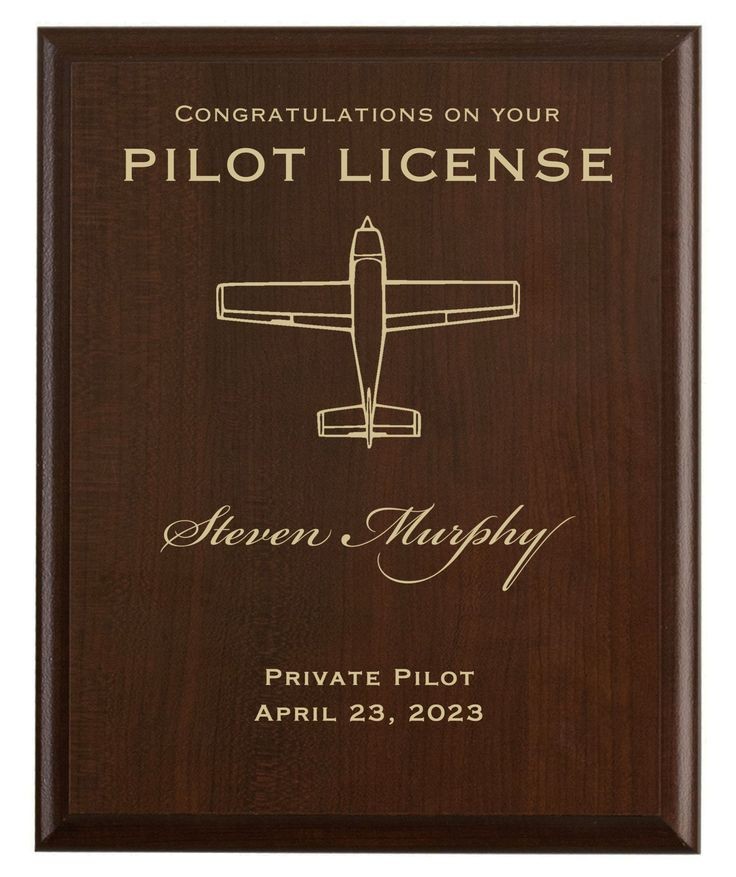 Congratulations on your
PILOT LICENSE
Steven Murphy
Private Pilot
April 23, 2023